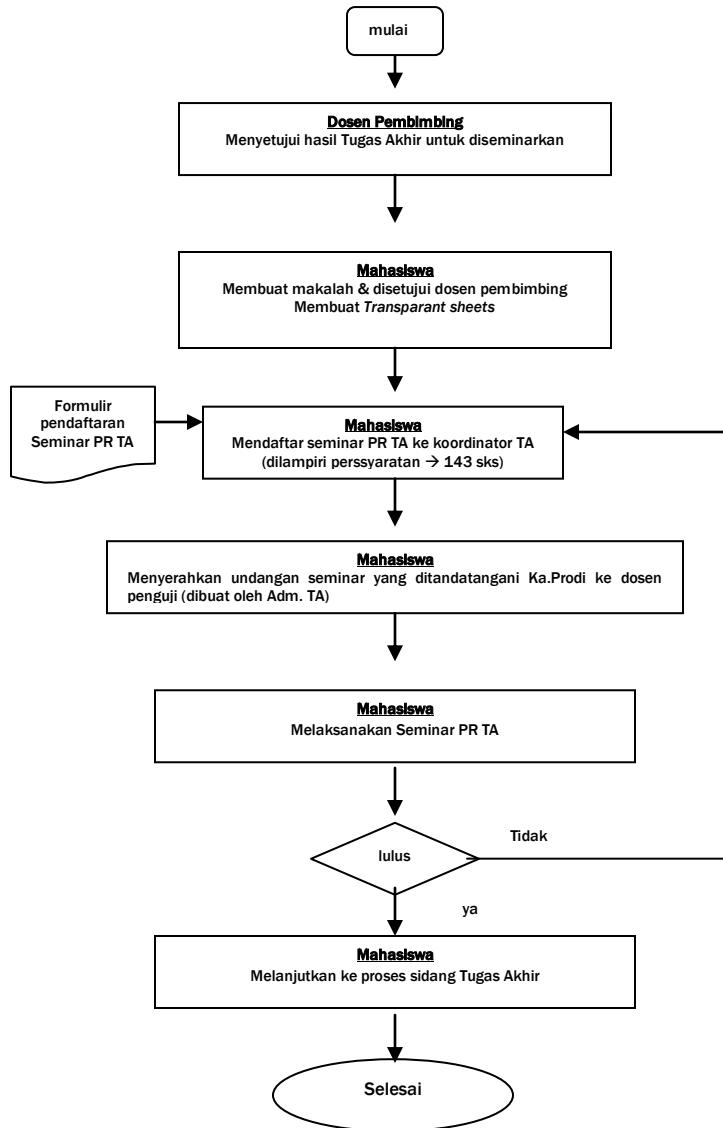 mulai
Dosen Pembimbing
Menyetujui hasil Tugas Akhir untuk diseminarkan
Mahasiswa
Membuat makalah & disetujui dosen pembimbing
Membuat Transparant sheets
Formulir
pendaftaran
Seminar PR TA
Mahasiswa
Mendaftar seminar PR TA ke koordinator TA
(dilampiri perssyaratan → 143 sks)
Mahasiswa
Menyerahkan undangan seminar yang ditandatangani Ka.Prodi ke dosen
penguji (dibuat oleh Adm. TA)
Mahasiswa
Melaksanakan Seminar PR TA
lulus
Tidak
ya
Mahasiswa
Melanjutkan ke proses sidang Tugas Akhir
Selesai